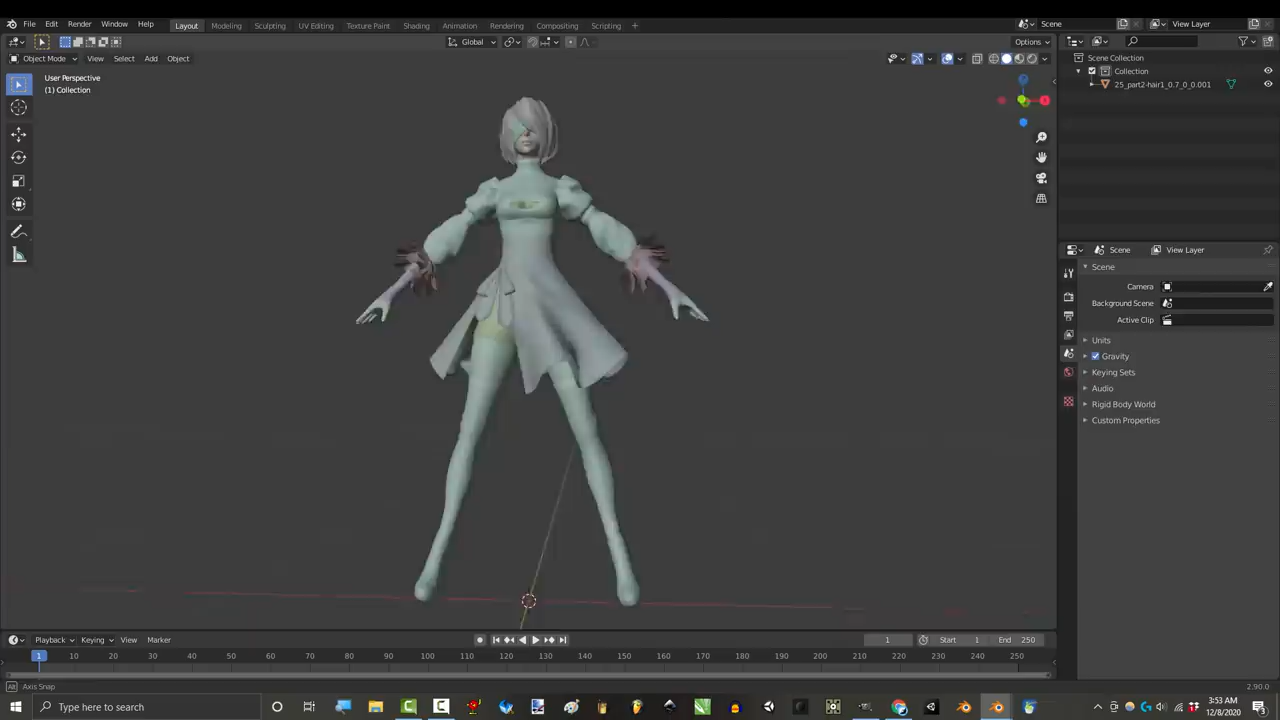 File Edit Render Window Help Layout Modeling Sculpting UV Editing Texture Paint Shading Animation Rendering Compositing Scripting + Scene View Layer
Global Options
Object Mode View Select Add Object
User Perspective
(1) Collection
Scene Collection
Collection
25_part2-hair1_0.7_0_0.001
Scene View Layer
Scene
Camera
Background Scene
Active Clip
Units
Gravity
Keying Sets
Audio
Rigid Body World
Custom Properties
Playback Keying View Marker 1 Start 1 End 250
1 10 20 30 40 50 60 70 80 90 100 110 120 130 140 150 160 170 180 190 200 210 220 230 240 250
Axis Snap 2.90.0
Type here to search 3:53 AM
12/8/2020